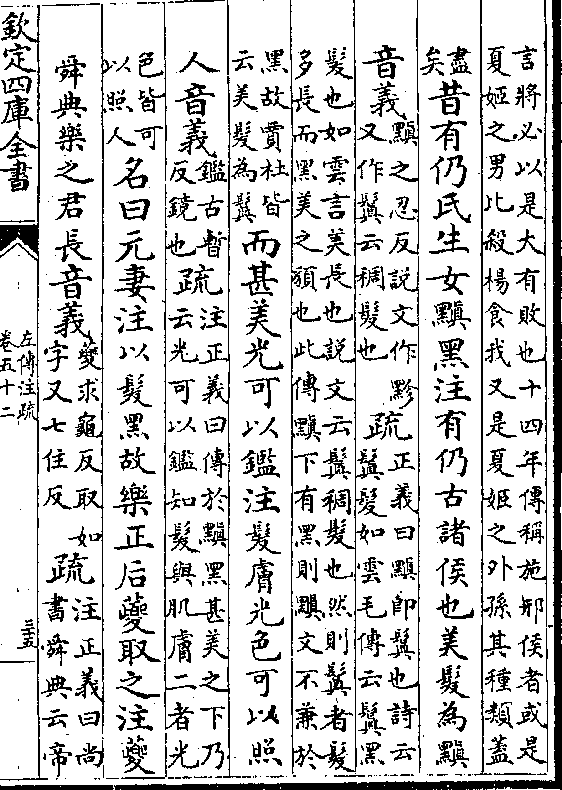 言將必以是大有敗也十四年傳稱施邢侯者或是
夏姬之男比殺楊食我又是夏姬之外孫其種類蓋
盡
矣
昔有仍氏生女黰黑注有仍古諸侯也美髮為黰
音義
黰之忍反說文作
又作鬒云稠髮也
疏
正義曰黰即鬒也詩云
鬒髮如雲毛傳云鬒黑
髮也如雲言美長也說文云鬒稠髮也然則鬒者髮
多長而黑美之䫉也此傳黰下有黑則黰文不兼於
黑故賈杜皆
云美髮為鬒
而甚美光可以鑑注髮膚光色可以照
人音義
鑑古暫
反鏡也
疏
注正義曰傳於黰黑甚美之下乃
云光可以鑑知髮與肌膚二者光
色皆可
以照人
名曰元妻注以髮黑故樂正后夔取之注夔
舜典樂之君長音義
夔求龜反取如
字又七住反
疏
注正義曰尚
書舜典云帝
欽定四庫全書
左傳注疏
卷五十二
三五